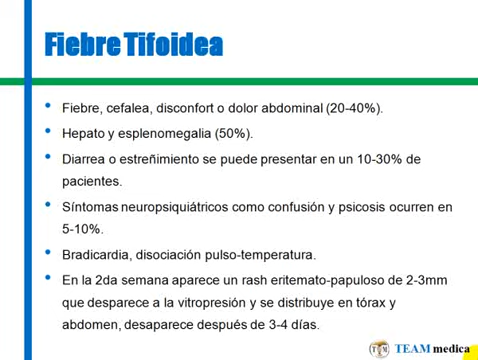 Fiebre Tifoidea
• Fiebre, cefalea, disconfort o dolor abdominal (20-40%).
• Hepato y esplenomegalia (50%).
• Diarrea o estreñimiento se puede presentar en un 10-30% de
pacientes.
• Síntomas neuropsiquiátricos como confusión y psicosis ocurren en
5-10%.
• Bradicardia, disociación pulso-temperatura.
• En la 2da semana aparece un rash eritemato-papuloso de 2-3mm
que desparece a la vitropresión y se distribuye en tórax y
abdomen, desaparece después de 3-4 días.
TEAM medica